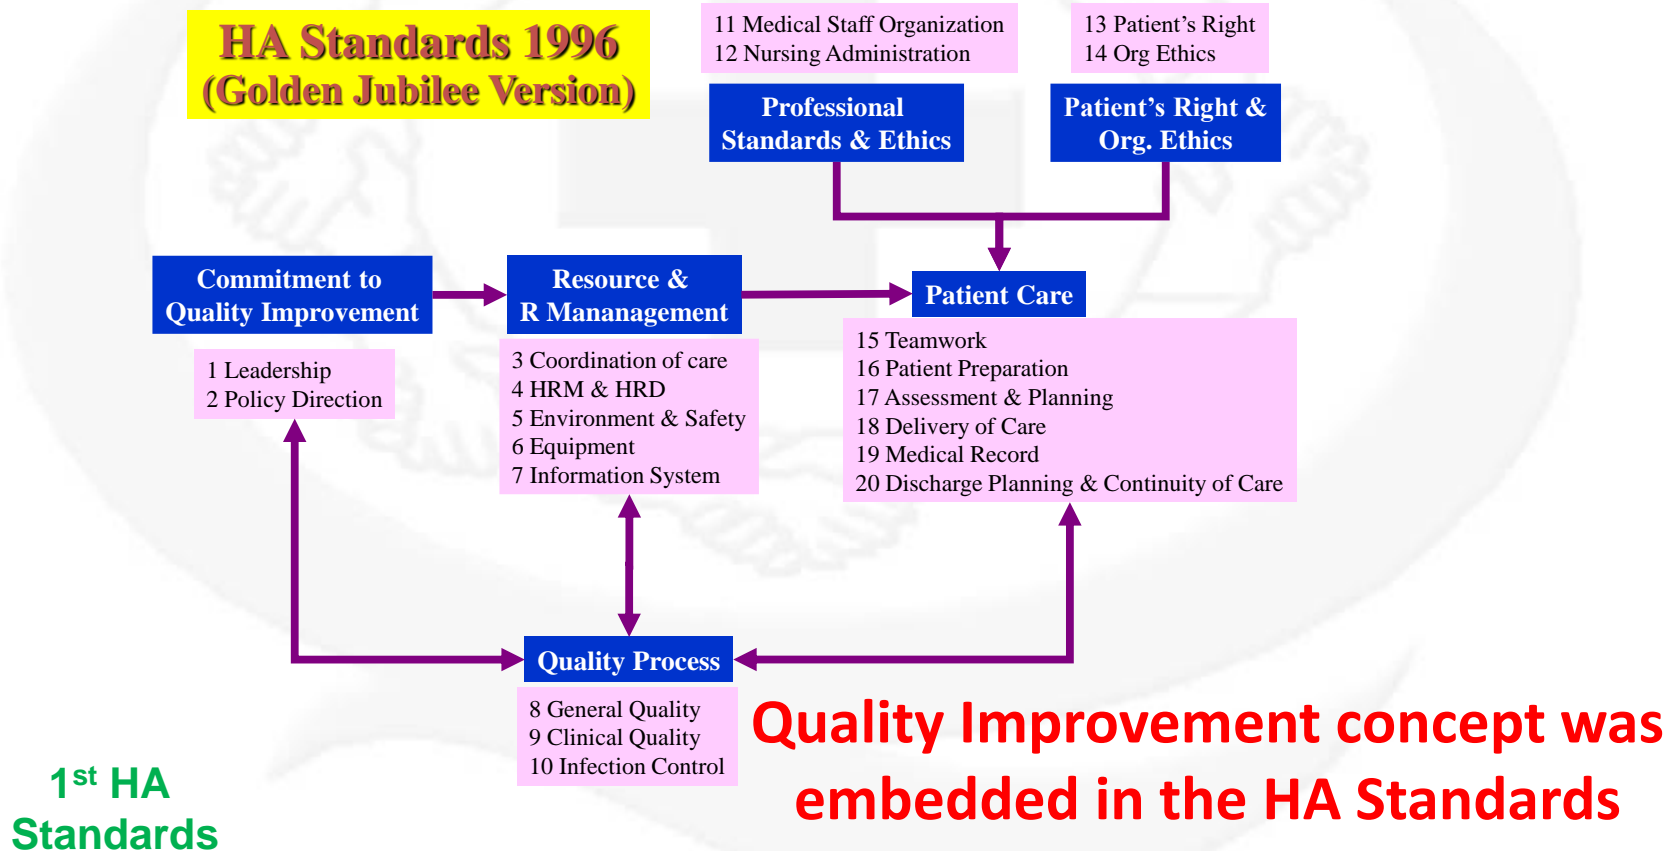 HA Standards 1996
(Golden Jubilee Version)
11 Medical Staff Organization
12 Nursing Administration
13 Patient’s Right
14 Org Ethics
Professional
Standards & Ethics
Patient’s Right &
Org. Ethics
Commitment to
Quality Improvement
Resource &
R Mananagement
Patient Care
1 Leadership
2 Policy Direction
3 Coordination of care
4 HRM & HRD
5 Environment & Safety
6 Equipment
7 Information System
15 Teamwork
16 Patient Preparation
17 Assessment & Planning
18 Delivery of Care
19 Medical Record
20 Discharge Planning & Continuity of Care
Quality Process
8 General Quality
9 Clinical Quality
10 Infection Control
Quality Improvement concept was
embedded in the HA Standards
1st HA
Standards